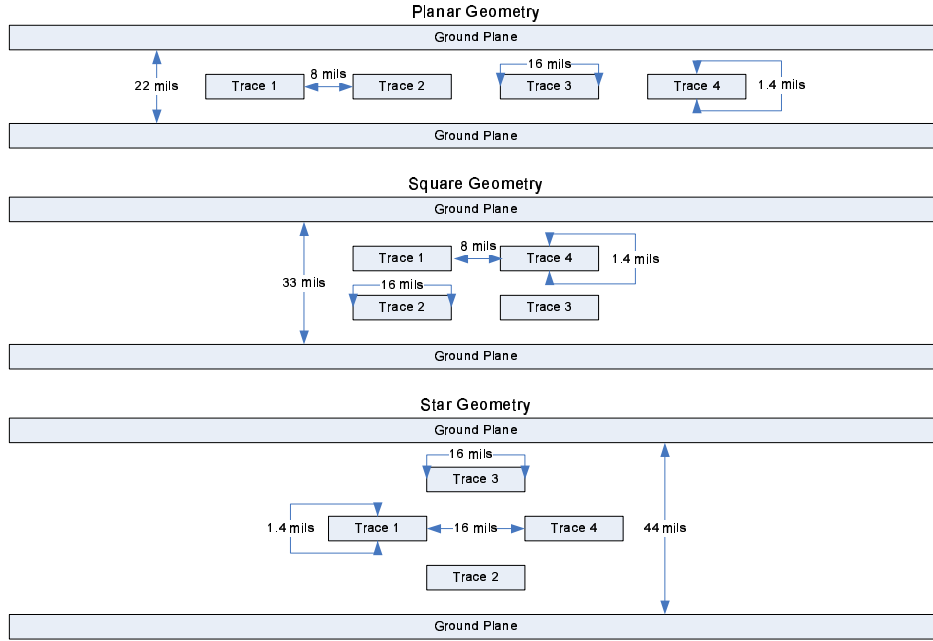 Planar Geometry
Ground Plane
22 mils
Trace 1
8 mils
Trace 2
16 mils
Trace 3
Trace 4
1.4 mils
Ground Plane
Square Geometry
Ground Plane
33 mils
Trace 1
8 mils
Trace 4
1.4 mils
16 mils
Trace 2
Trace 3
Ground Plane
Star Geometry
Ground Plane
16 mils
Trace 3
1.4 mils
Trace 1
16 mils
Trace 4
44 mils
Trace 2
Ground Plane